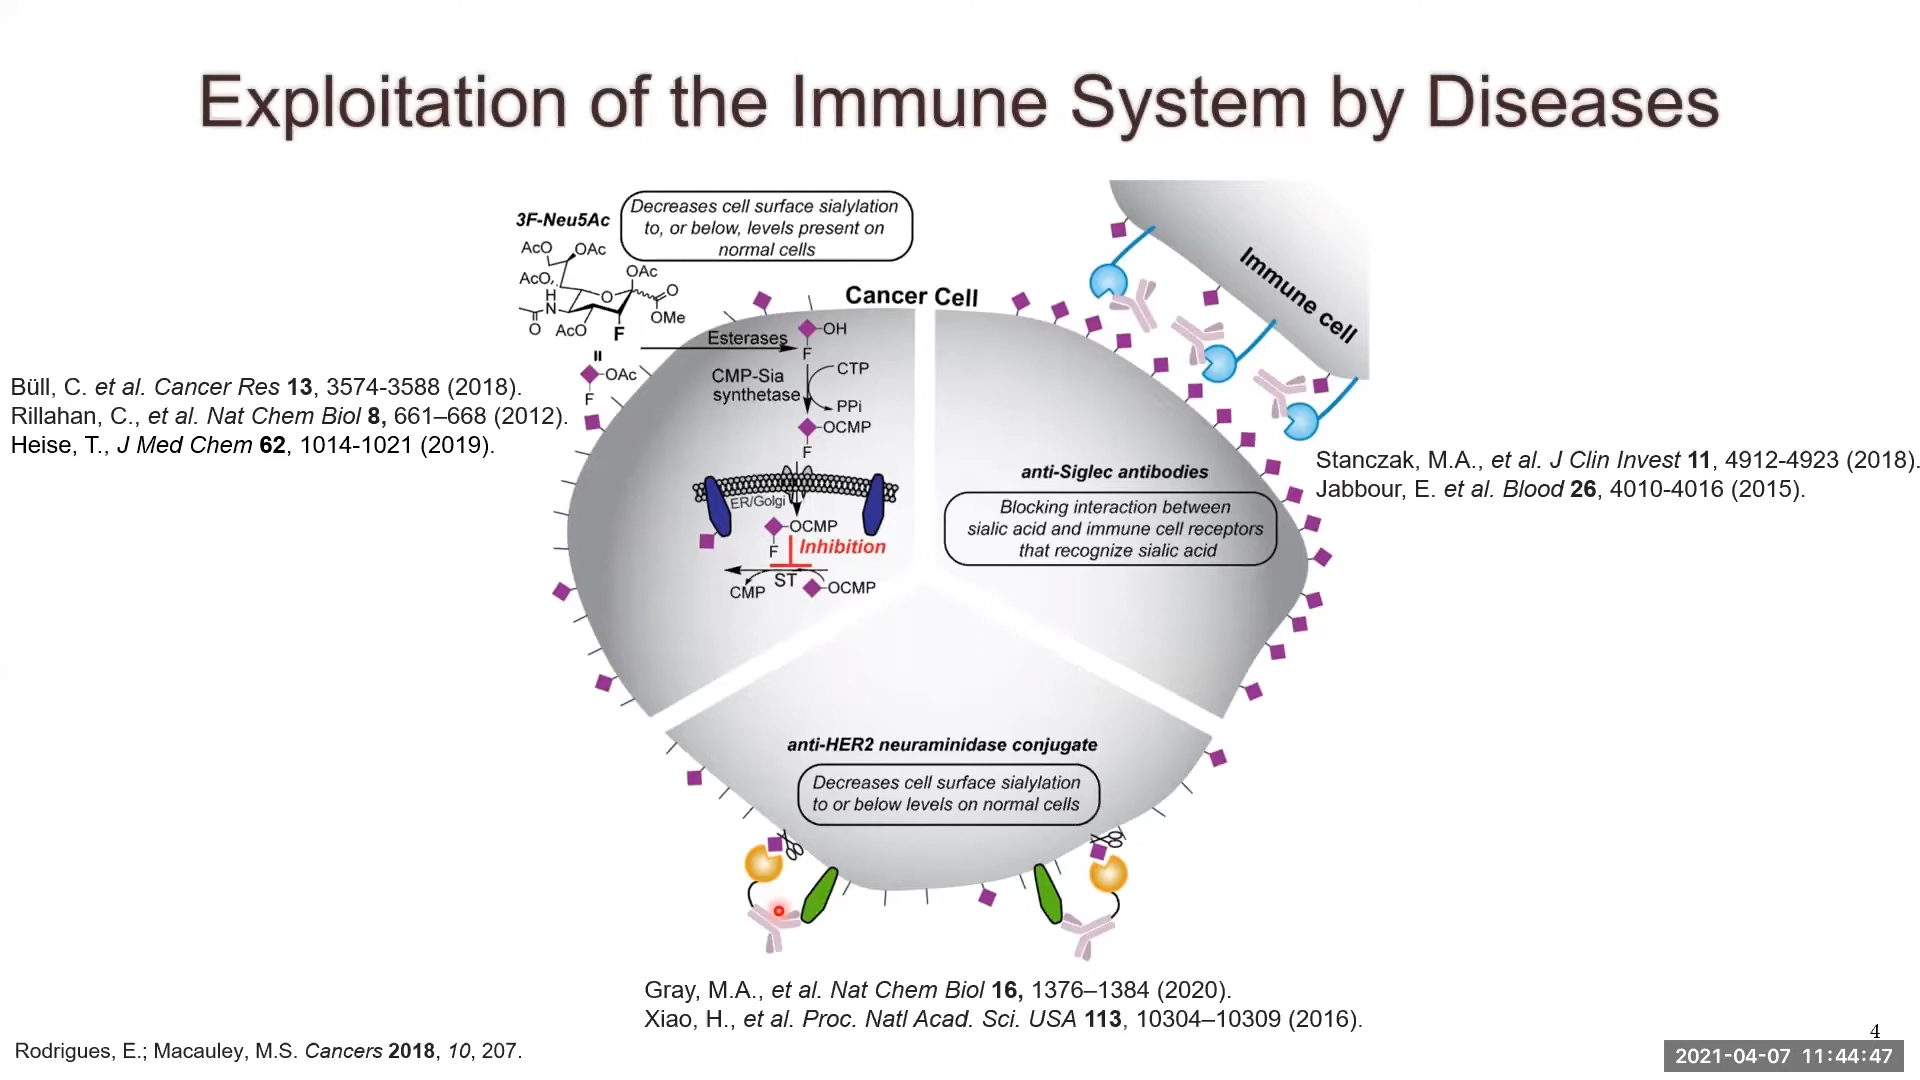 Exploitation of the Immune System by Diseases
3F-Neu5Ac
Decreases cell surface sialylation
to, or below, levels present on
normal cells
AcO
OAc
AcO
OAc
H
N
O
O
OMe
O
AcO
F
=
OAc
F
Büll, C. et al. Cancer Res 13, 3574-3588 (2018).
Rillahan, C., et al. Nat Chem Biol 8, 661–668 (2012).
Heise, T., J Med Chem 62, 1014-1021 (2019).
Cancer Cell
Esterases
OH
F
CMP-Sia
synthetase
CTP
PPi
OCMP
F
ER/Golgi
OCMP
F
Inhibition
ST
CMP
OCMP
Immune cell
anti-Siglec antibodies
Blocking interaction between
sialic acid and immune cell receptors
that recognize sialic acid
Stanczak, M.A., et al. J Clin Invest 11, 4912-4923 (2018).
Jabbour, E. et al. Blood 26, 4010-4016 (2015).
anti-HER2 neuraminidase conjugate
Decreases cell surface sialylation
to or below levels on normal cells
Gray, M.A., et al. Nat Chem Biol 16, 1376–1384 (2020).
Xiao, H., et al. Proc. Natl Acad. Sci. USA 113, 10304–10309 (2016).
Rodrigues, E.; Macauley, M.S. Cancers 2018, 10, 207.
4
2021-04-07 11:44:47